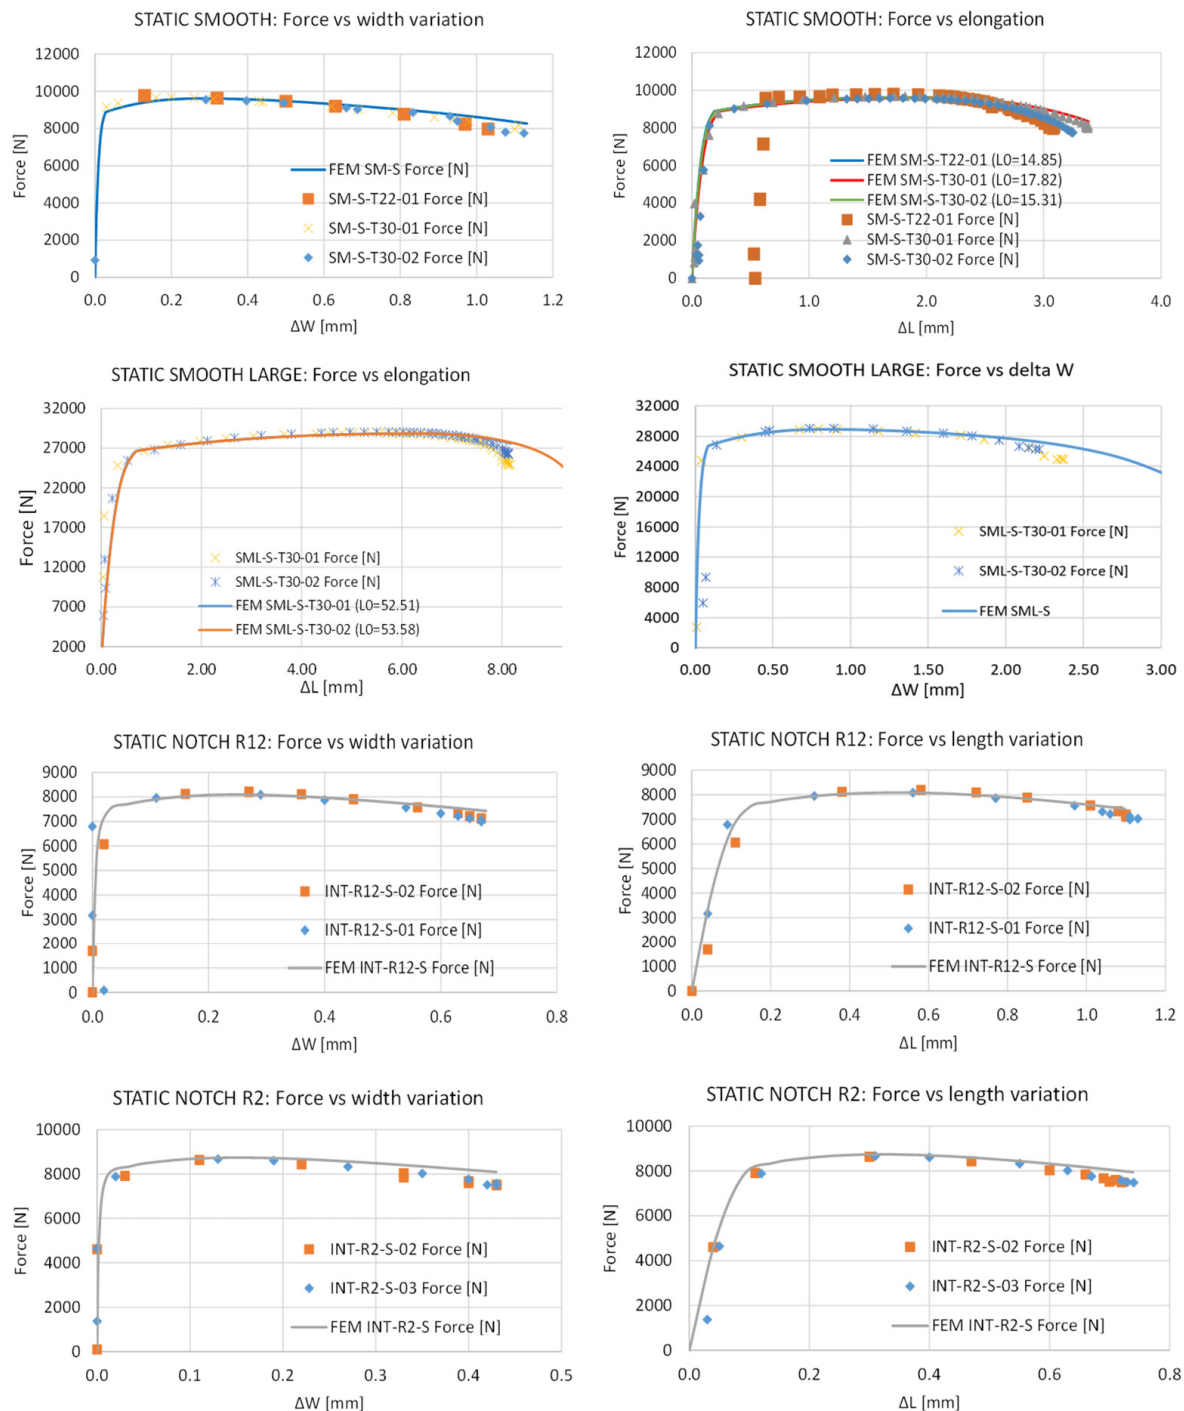 STATIC SMOOTH: Force vs width variation
12000
10000
8000
6000
4000
2000
0
Force [N]
FEM SM-S Force [N]
SM-S-T22-01 Force [N]
SM-S-T30-01 Force [N]
SM-S-T30-02 Force [N]
0.0 0.2 0.4 0.6 0.8 1.0 1.2
ΔW [mm]
STATIC SMOOTH: Force vs elongation
12000
10000
8000
6000
4000
2000
0
Force [N]
FEM SM-S-T22-01 (L0=14.85)
FEM SM-S-T30-01 (L0=17.82)
FEM SM-S-T30-02 (L0=15.31)
SM-S-T22-01 Force [N]
SM-S-T30-01 Force [N]
SM-S-T30-02 Force [N]
0.0 1.0 2.0 3.0 4.0
ΔL [mm]
STATIC SMOOTH LARGE: Force vs elongation
32000
27000
22000
17000
12000
7000
2000
Force [N]
SML-S-T30-01 Force [N]
SML-S-T30-02 Force [N]
FEM SML-S-T30-01 (L0=52.51)
FEM SML-S-T30-02 (L0=53.58)
0.00 2.00 4.00 6.00 8.00
ΔL [mm]
STATIC SMOOTH LARGE: Force vs delta W
32000
28000
24000
20000
16000
12000
8000
4000
0
Force [N]
SML-S-T30-01 Force [N]
SML-S-T30-02 Force [N]
FEM SML-S
0.00 0.50 1.00 1.50 2.00 2.50 3.00
ΔW [mm]
STATIC NOTCH R12: Force vs width variation
9000
8000
7000
6000
5000
4000
3000
2000
1000
0
Force [N]
INT-R12-S-02 Force [N]
INT-R12-S-01 Force [N]
FEM INT-R12-S Force [N]
0.0 0.2 0.4 0.6 0.8
ΔW [mm]
STATIC NOTCH R12: Force vs length variation
9000
8000
7000
6000
5000
4000
3000
2000
1000
0
Force [N]
INT-R12-S-02 Force [N]
INT-R12-S-01 Force [N]
FEM INT-R12-S Force [N]
0.0 0.2 0.4 0.6 0.8 1.0 1.2
ΔL [mm]
STATIC NOTCH R2: Force vs width variation
10000
8000
6000
4000
2000
0
Force [N]
INT-R2-S-02 Force [N]
INT-R2-S-03 Force [N]
FEM INT-R2-S Force [N]
0.0 0.1 0.2 0.3 0.4 0.5
ΔW [mm]
STATIC NOTCH R2: Force vs length variation
10000
8000
6000
4000
2000
0
Force [N]
INT-R2-S-02 Force [N]
INT-R2-S-03 Force [N]
FEM INT-R2-S Force [N]
0.0 0.2 0.4 0.6 0.8
ΔL [mm]